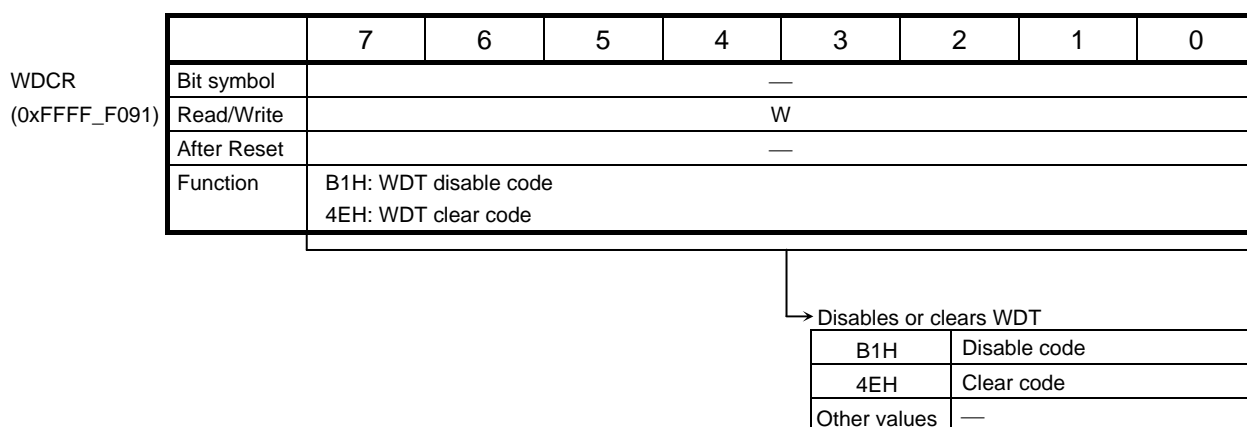 7 6 5 4 3 2 1 0
WDCR Bit symbol —
(0xFFFF_F091) Read/Write W
After Reset —
Function B1H: WDT disable code
4EH: WDT clear code
Disables or clears WDT
B1H Disable code
4EH Clear code
Other values —